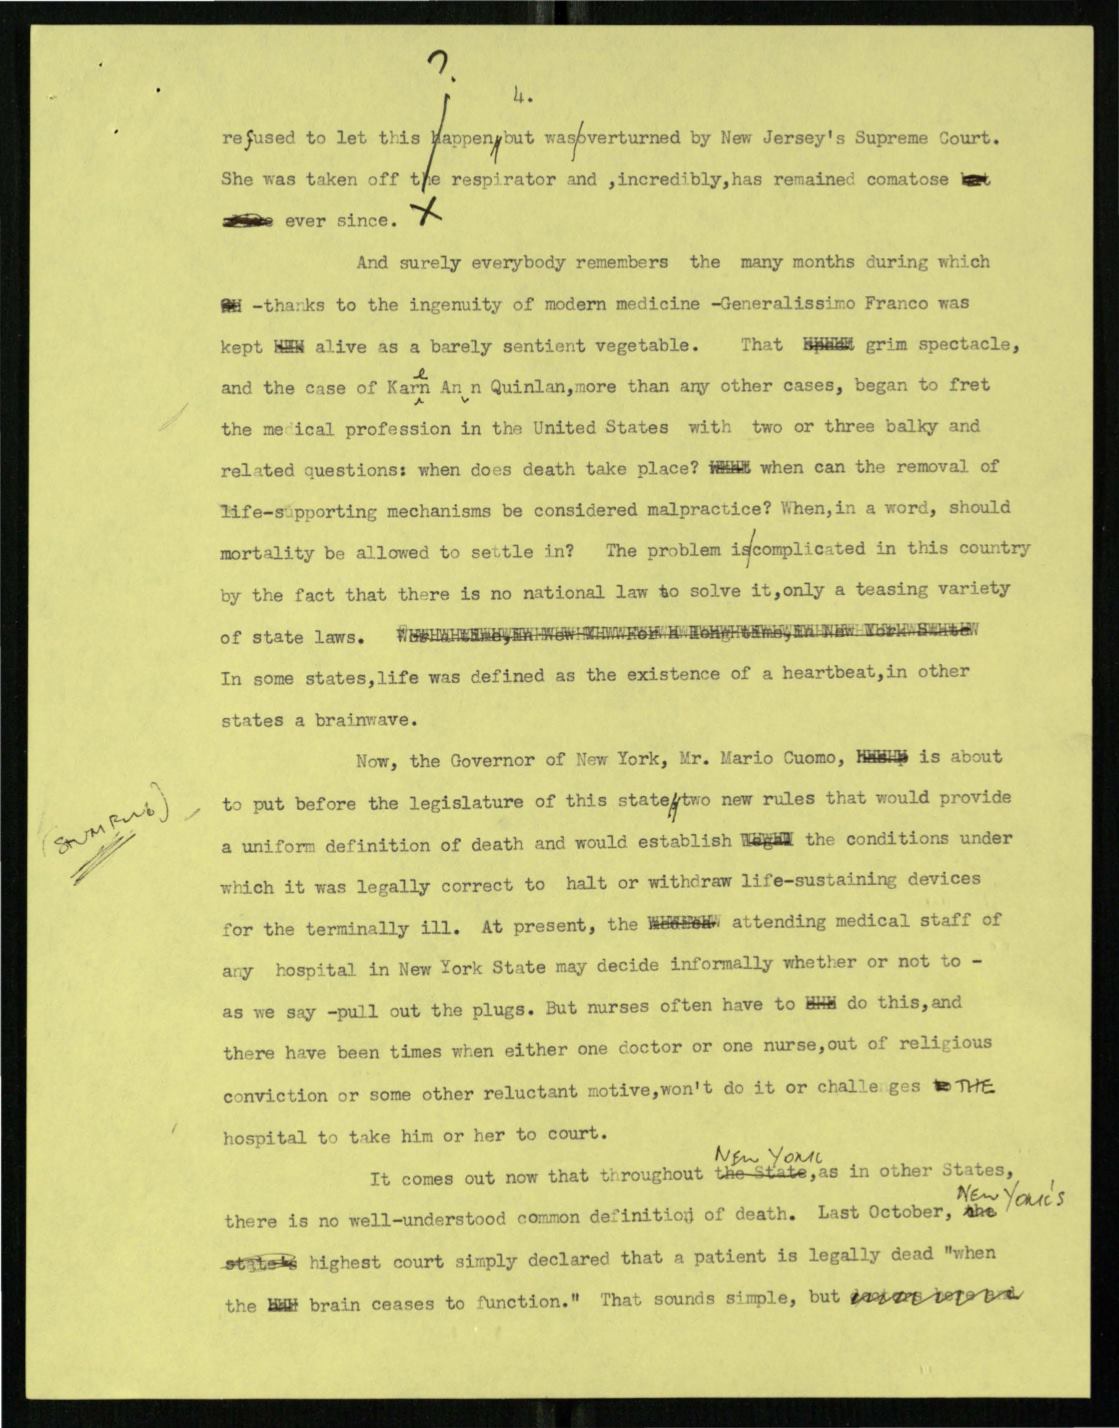 ?
4.
refused to let this happen, but was overturned by New Jersey's Supreme Court.
She was taken off the respirator and ,incredibly,has remained comatose
ever since. X
And surely everybody remembers the many months during which
-thanks to the ingenuity of modern medicine -Generalissimo Franco was
kept alive as a barely sentient vegetable. That grim spectacle,
and the case of Karen Ann Quinlan,more than any other cases, began to fret
the medical profession in the United States with two or three balky and
related questions: when does death take place? when can the removal of
life-supporting mechanisms be considered malpractice? When,in a word, should
mortality be allowed to settle in? The problem is complicated in this country
by the fact that there is no national law to solve it,only a teasing variety
of state laws.
In some states,life was defined as the existence of a heartbeat,in other
states a brainwave.
Now, the Governor of New York, Mr. Mario Cuomo, is about
to put before the legislature of this state two new rules that would provide
a uniform definition of death and would establish the conditions under
which it was legally correct to halt or withdraw life-sustaining devices
for the terminally ill. At present, the attending medical staff of
any hospital in New York State may decide informally whether or not to -
as we say -pull out the plugs. But nurses often have to do this,and
there have been times when either one doctor or one nurse,out of religious
conviction or some other reluctant motive,won't do it or challenges THE
hospital to take him or her to court.
It comes out now that throughout NEW YORK the State,as in other States,
there is no well-understood common definition of death. Last October, NEW YORK'S the
state's highest court simply declared that a patient is legally dead "when
the brain ceases to function." That sounds simple, but